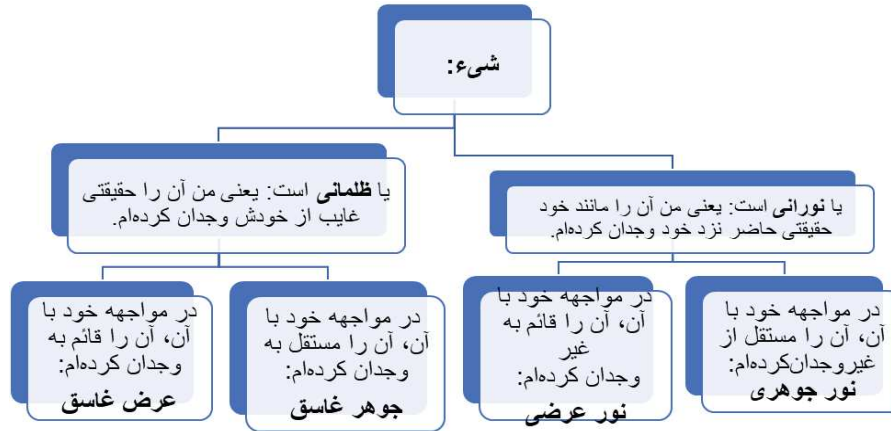 شیء:
یا نورانی است: یعنی من آن را مانند خود
حقیقتی حاضر نزد خود وجدان کرده‌ام.
یا ظلمانی است: یعنی من آن را حقیقتی
غایب از خودش وجدان کرده‌ام.
در مواجهه خود با
آن، آن را مستقل از
غیروجدان‌کرده‌ام:
نور جوهری
در مواجهه خود با
آن، آن را قائم به
غیر
وجدان کرده‌ام:
نور عرضی
در مواجهه خود با
آن، آن را مستقل به
وجدان کرده‌ام:
جوهر غاسق
در مواجهه خود با
آن، آن را قائم به
وجدان کرده‌ام:
عرض غاسق